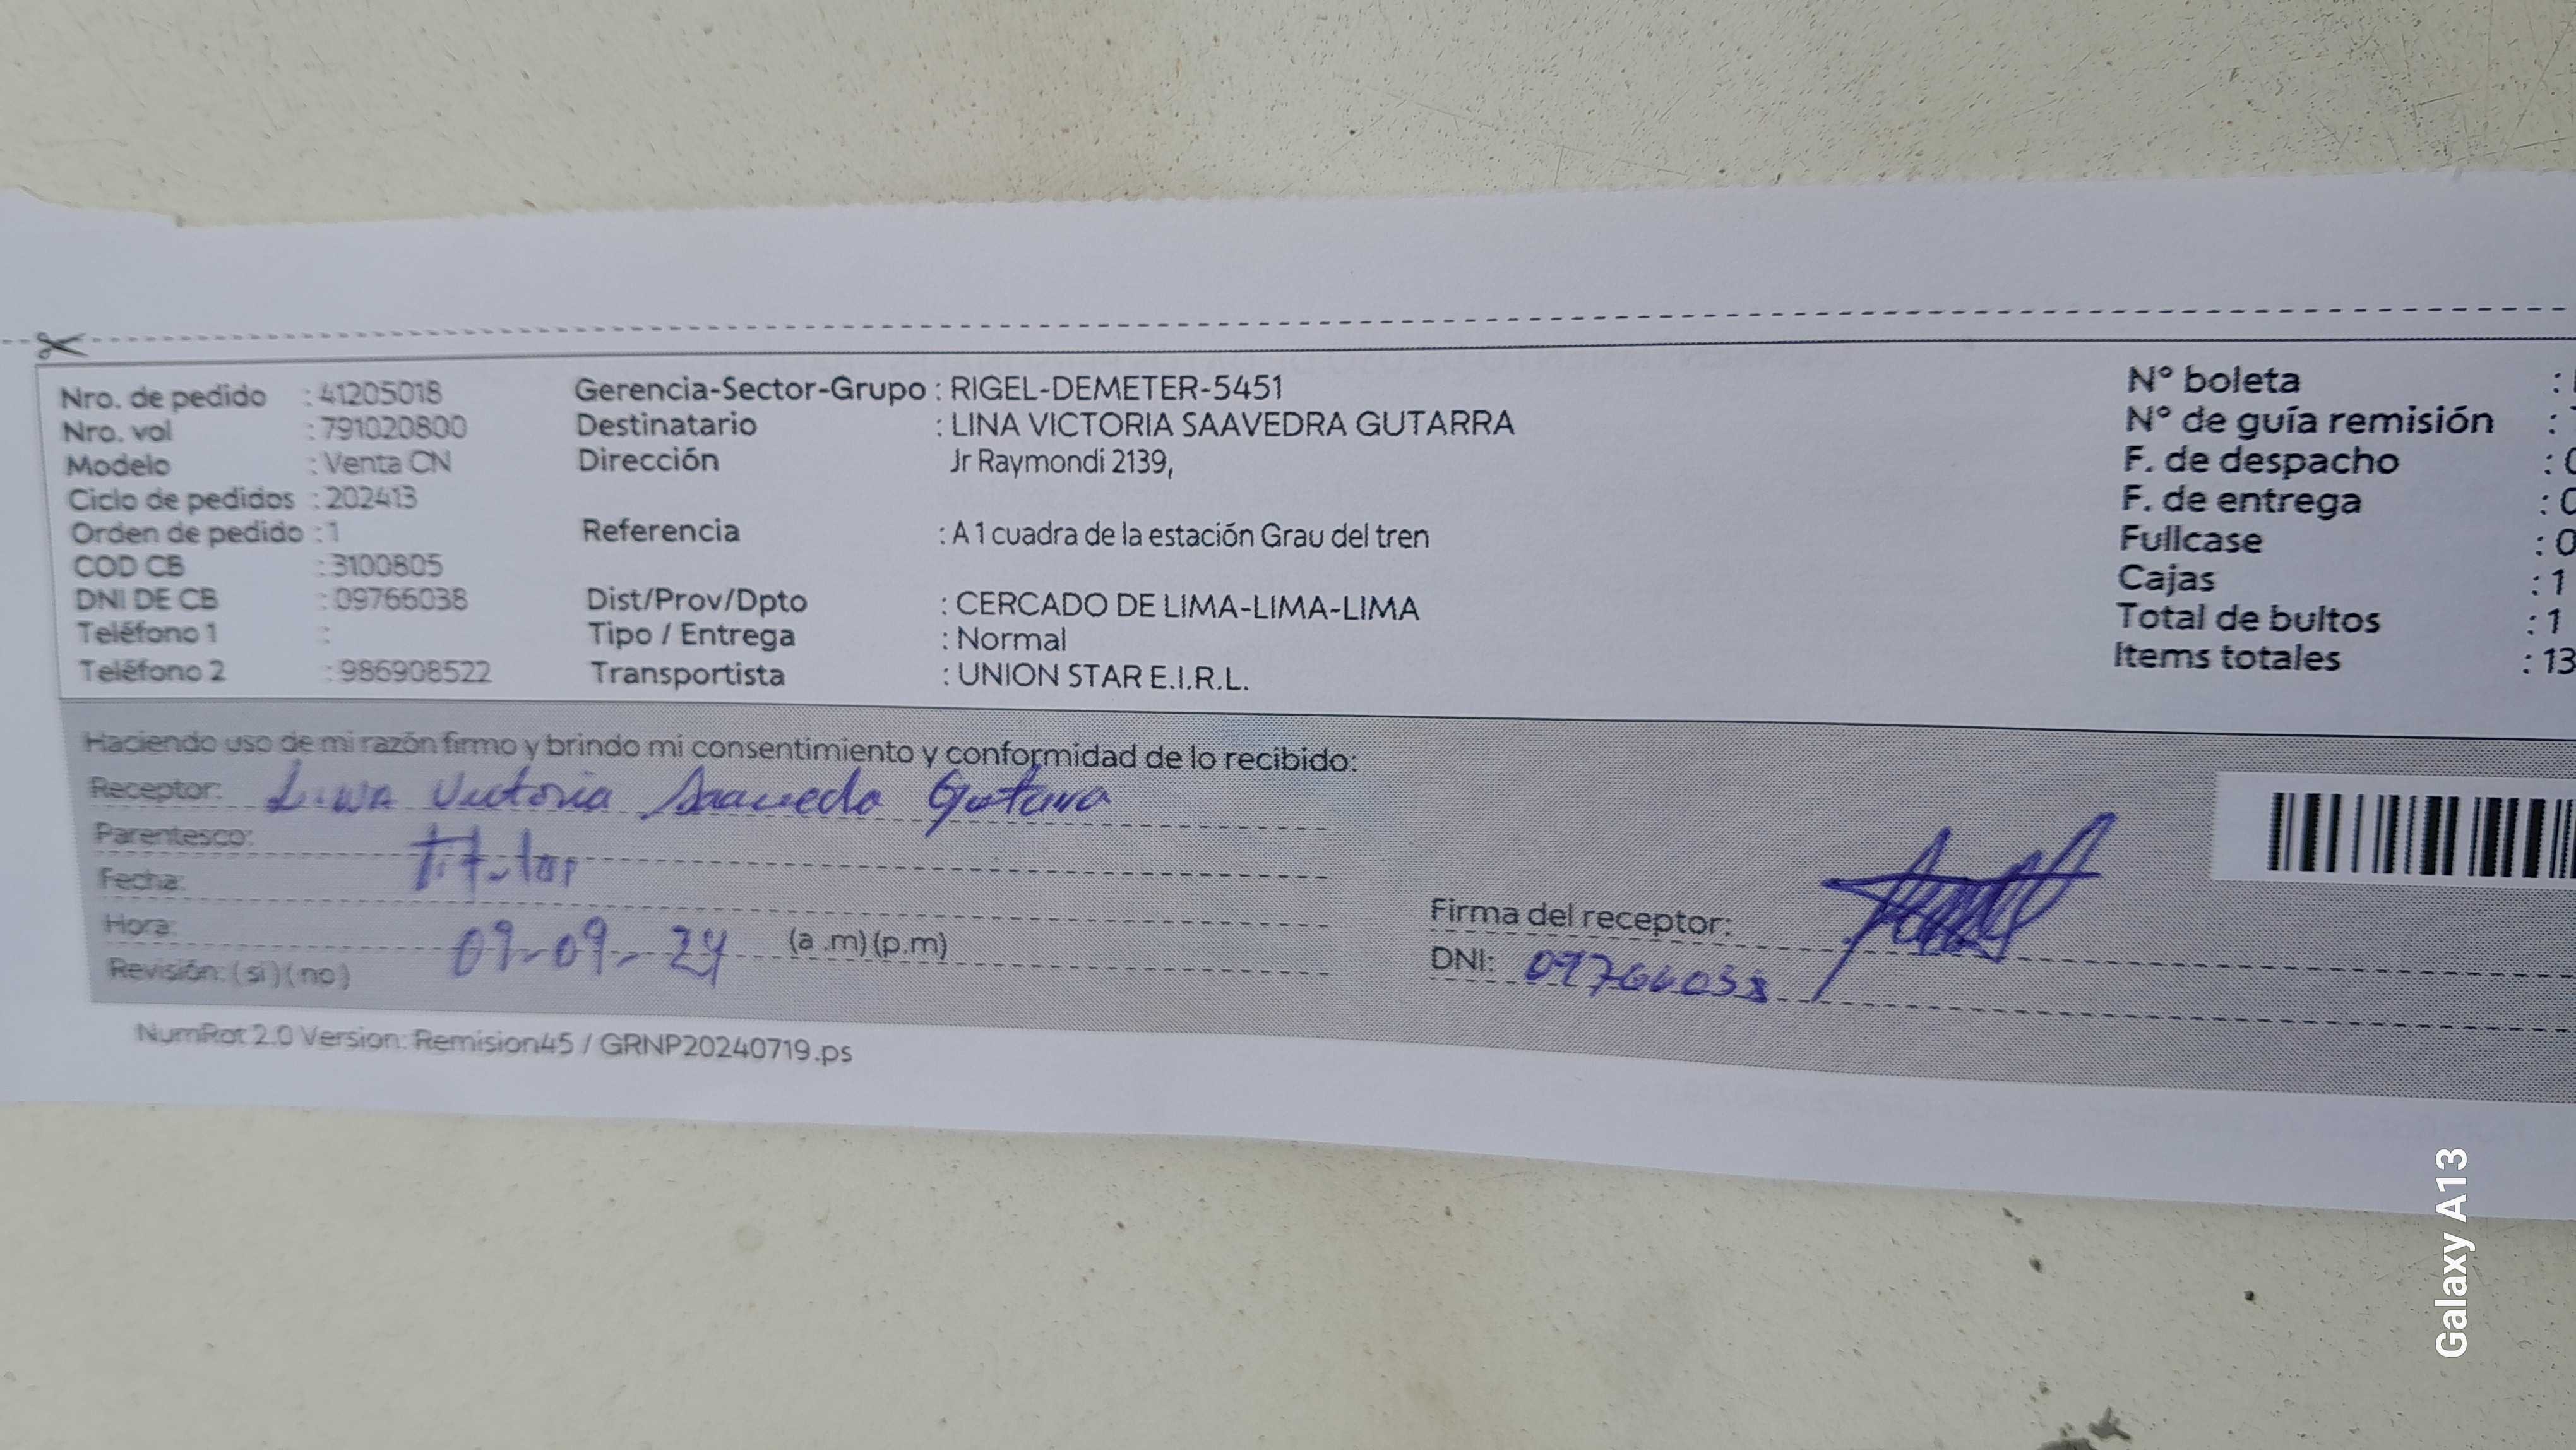 Nro. de pedido : 41205018 Gerencia-Sector-Grupo : RIGEL-DEMETER-5451 N° boleta :
Nro. vol : 791020800 Destinatario : LINA VICTORIA SAAVEDRA GUTARRA N° de guía remisión :
Modelo : Venta CN Dirección Jr Raymondi 2139, F. de despacho : 0
Ciclo de pedidos : 202413 F. de entrega : 0
Orden de pedido : 1 Referencia : A 1 cuadra de la estación Grau del tren Fullcase : 0
COD CB : 3100805 Cajas : 1
DNI DE CB : 09766038 Dist/Prov/Dpto : CERCADO DE LIMA-LIMA-LIMA Total de bultos : 1
Teléfono 1 : Tipo / Entrega : Normal Items totales : 13
Teléfono 2 : 986908522 Transportista : UNION STAR E.I.R.L.
Haciendo uso de mi razón firmo y brindo mi consentimiento y conformidad de lo recibido:
Receptor: Lina Victoria Saavedra Gutarra
Parentesco: Titular
Fecha:
Hora: 09-09-24 (a .m) (p.m)
Firma del receptor:
Revisión: ( si ) ( no )
DNI: 09766038
NumRot 2.0 Version: Remision45 / GRNP20240719.ps
Galaxy A13